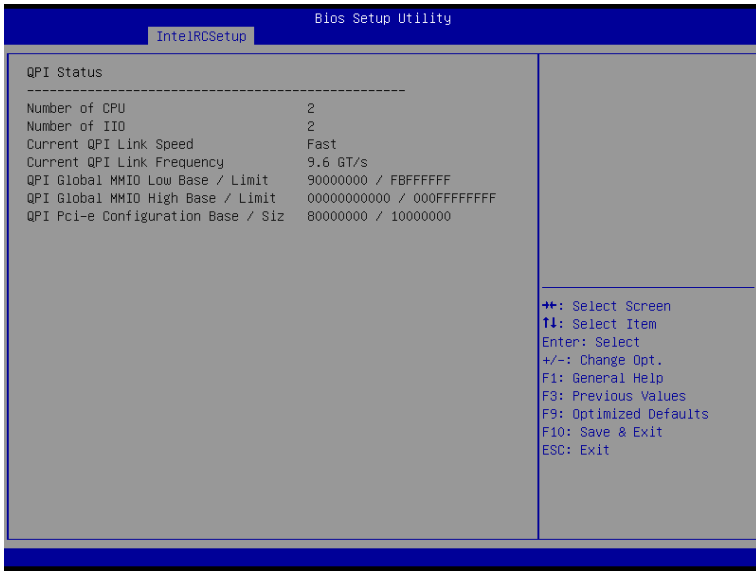 Bios Setup Utility
IntelRCSetup
QPI Status
--------------------------------------------------
Number of CPU 2
Number of IIO 2
Current QPI Link Speed Fast
Current QPI Link Frequency 9.6 GT/s
QPI Global MMIO Low Base / Limit 90000000 / FBFFFFFF
QPI Global MMIO High Base / Limit 00000000000 / 000FFFFFFFF
QPI Pci-e Configuration Base / Siz 80000000 / 10000000
→←: Select Screen
↑↓: Select Item
Enter: Select
+/-: Change Opt.
F1: General Help
F3: Previous Values
F9: Optimized Defaults
F10: Save & Exit
ESC: Exit